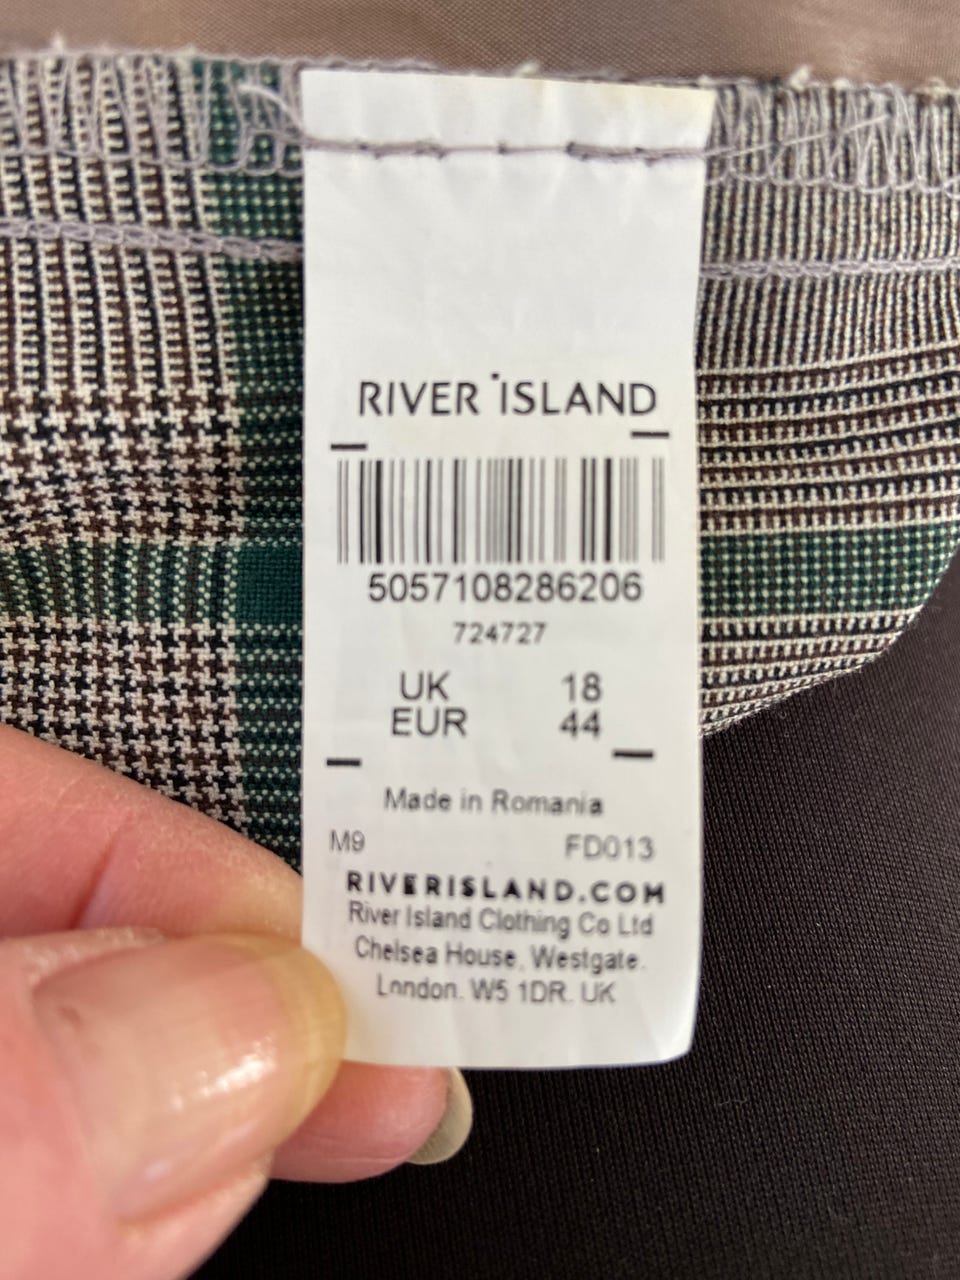 RIVER ISLAND
5057108286206
724727
UK 18
EUR 44
Made in Romania
M9 FD013
RIVERISLAND.COM
River Island Clothing Co Ltd
Chelsea House, Westgate.
London. W5 1DR. UK